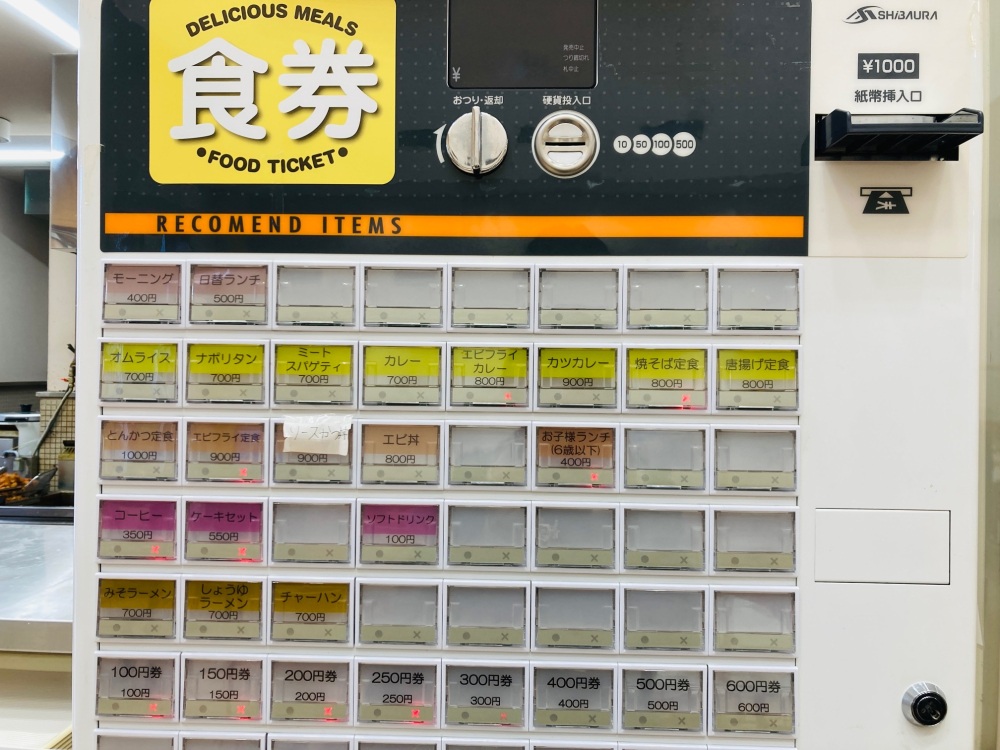 DELICIOUS MEALS
食券
•FOOD TICKET•
¥
発売中止
つり銭切れ
札中止
おつり・返却
硬貨投入口
10 50 100 500
SHIBAURA
¥1000
紙幣挿入口
RECOMEND ITEMS
モーニング
400円
日替ランチ
500円
オムライス
700円
ナポリタン
700円
ミート
スパゲティ
700円
カレー
700円
エビフライ
カレー
800円
カツカレー
900円
焼そば定食
800円
唐揚げ定食
800円
とんかつ定食
1000円
エビフライ定食
900円
900円
エビ丼
800円
お子様ランチ
(6歳以下)
400円
コーヒー
350円
ケーキセット
550円
ソフトドリンク
100円
みそラーメン
700円
しょうゆ
ラーメン
700円
チャーハン
700円
100円券
100円
150円券
150円
200円券
200円
250円券
250円
300円券
300円
400円券
400円
500円券
500円
600円券
600円